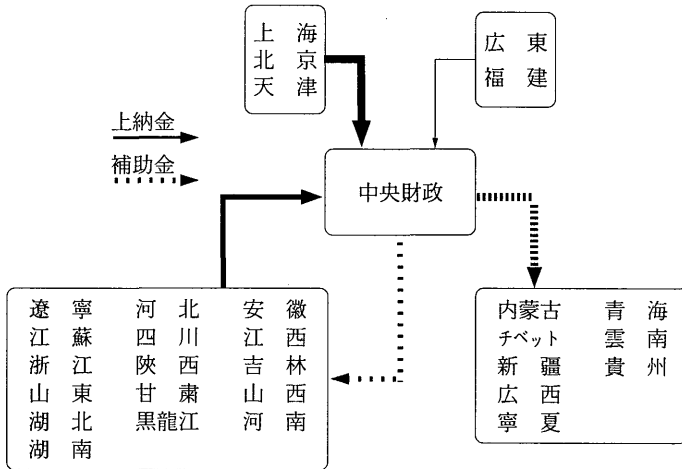 上海
北京
天津
広東
福建
上納金
補助金
中央財政
遼寧 河北 安徽
江蘇 四川 江西
浙江 陝西 吉林
山東 甘粛 山西
湖北 黒龍江 河南
湖南
内蒙古 青海
チベット 雲南
新疆 貴州
広西
寧夏